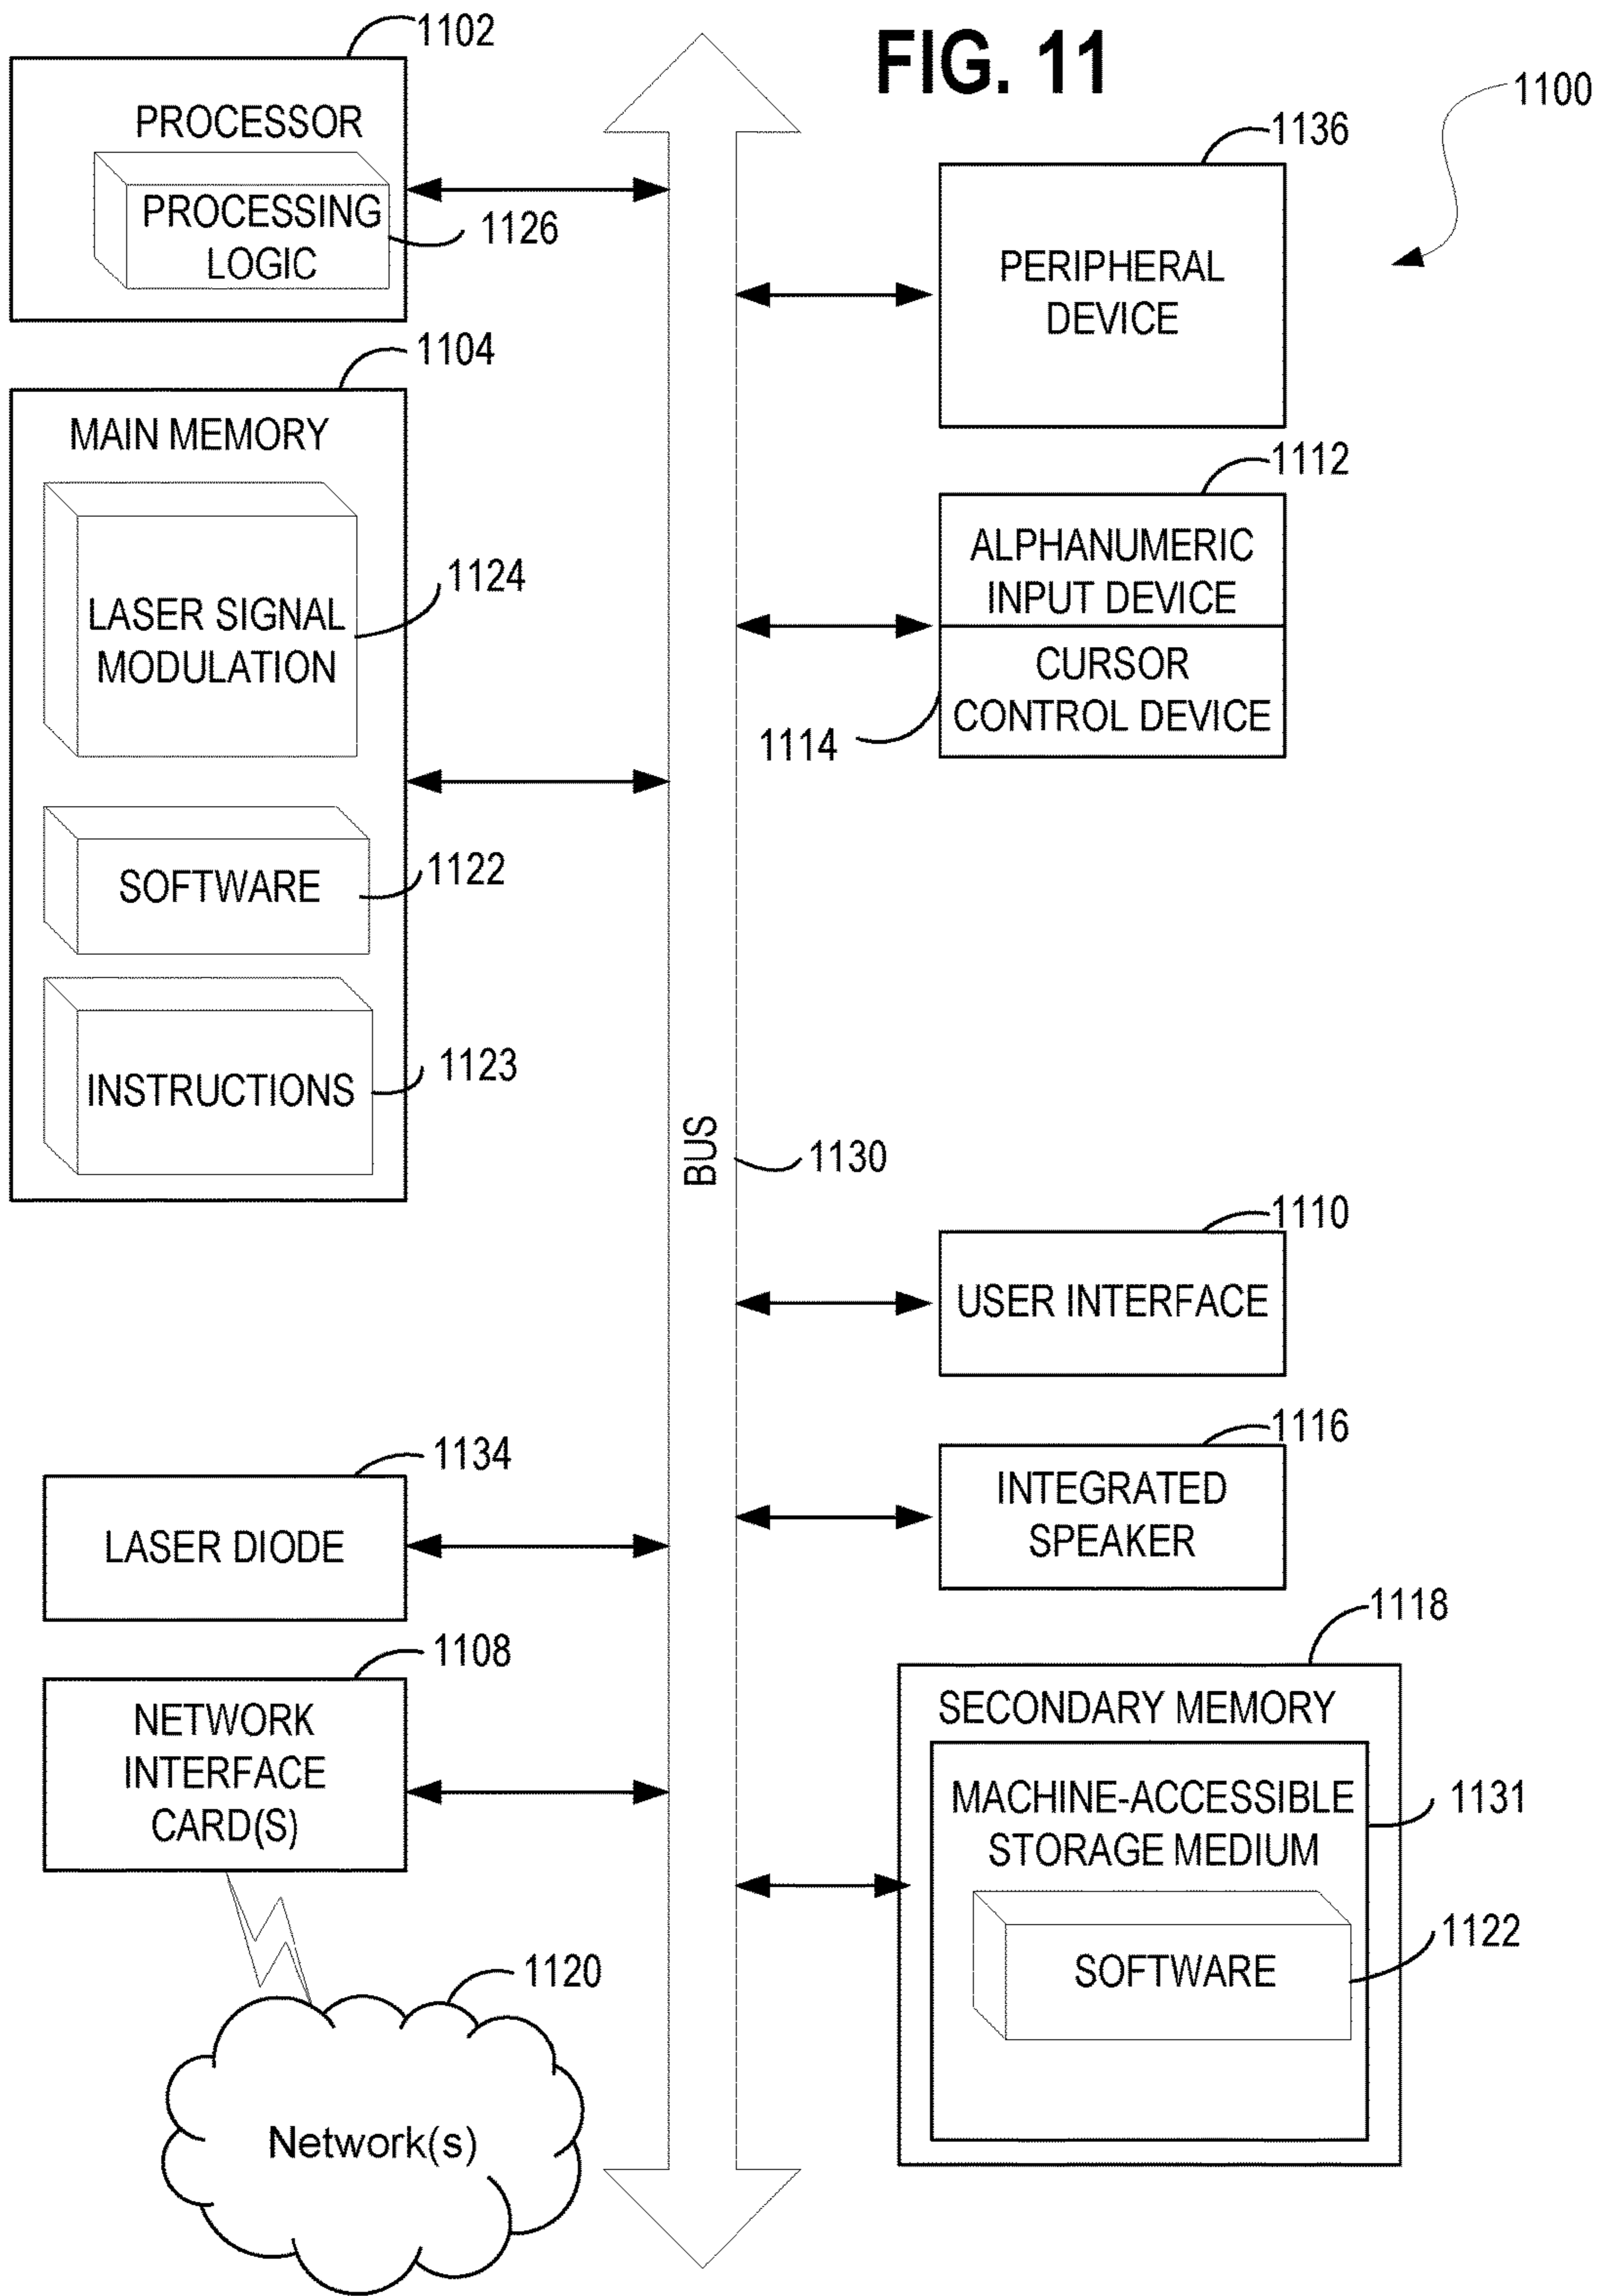 FIG. 11
1100
1102
PROCESSOR
PROCESSING
LOGIC
1126
1104
MAIN MEMORY
LASER SIGNAL
MODULATION
1124
SOFTWARE
1122
INSTRUCTIONS
1123
1134
LASER DIODE
1108
NETWORK
INTERFACE
CARD(S)
1120
Network(s)
BUS
1130
1136
PERIPHERAL
DEVICE
1112
ALPHANUMERIC
INPUT DEVICE
CURSOR
CONTROL DEVICE
1114
1110
USER INTERFACE
1116
INTEGRATED
SPEAKER
1118
SECONDARY MEMORY
MACHINE-ACCESSIBLE
STORAGE MEDIUM
1131
SOFTWARE
1122